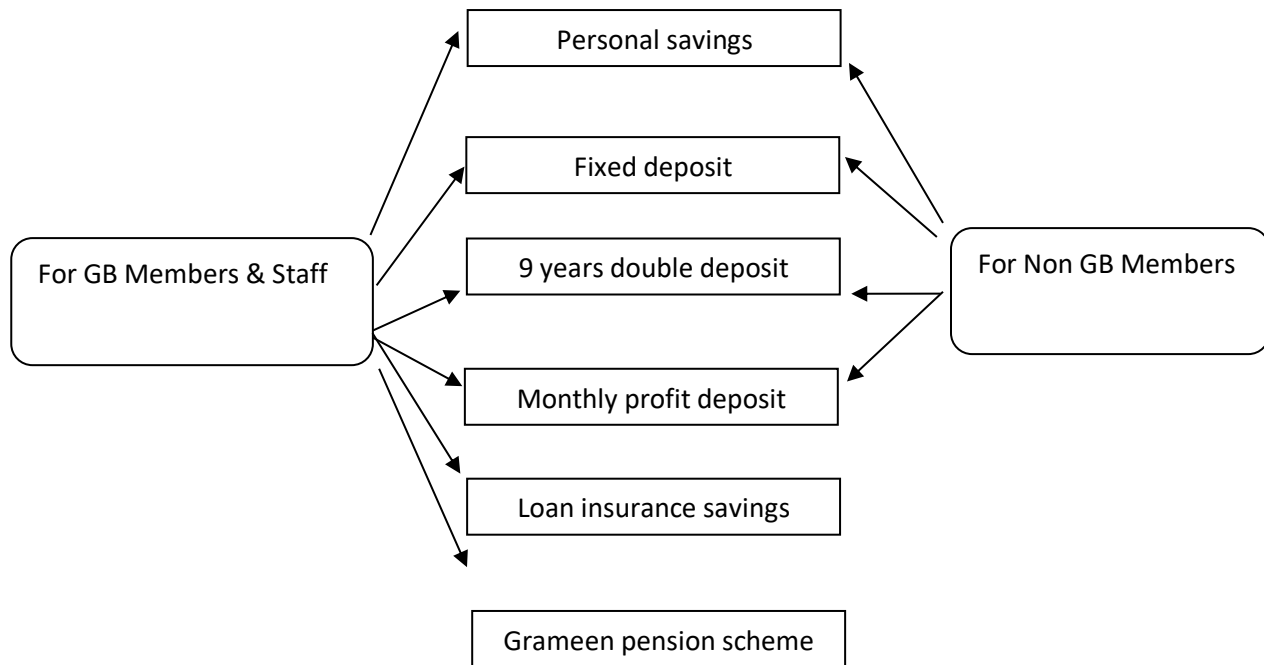 Personal savings
Fixed deposit
For GB Members & Staff
9 years double deposit
For Non GB Members
Monthly profit deposit
Loan insurance savings
Grameen pension scheme